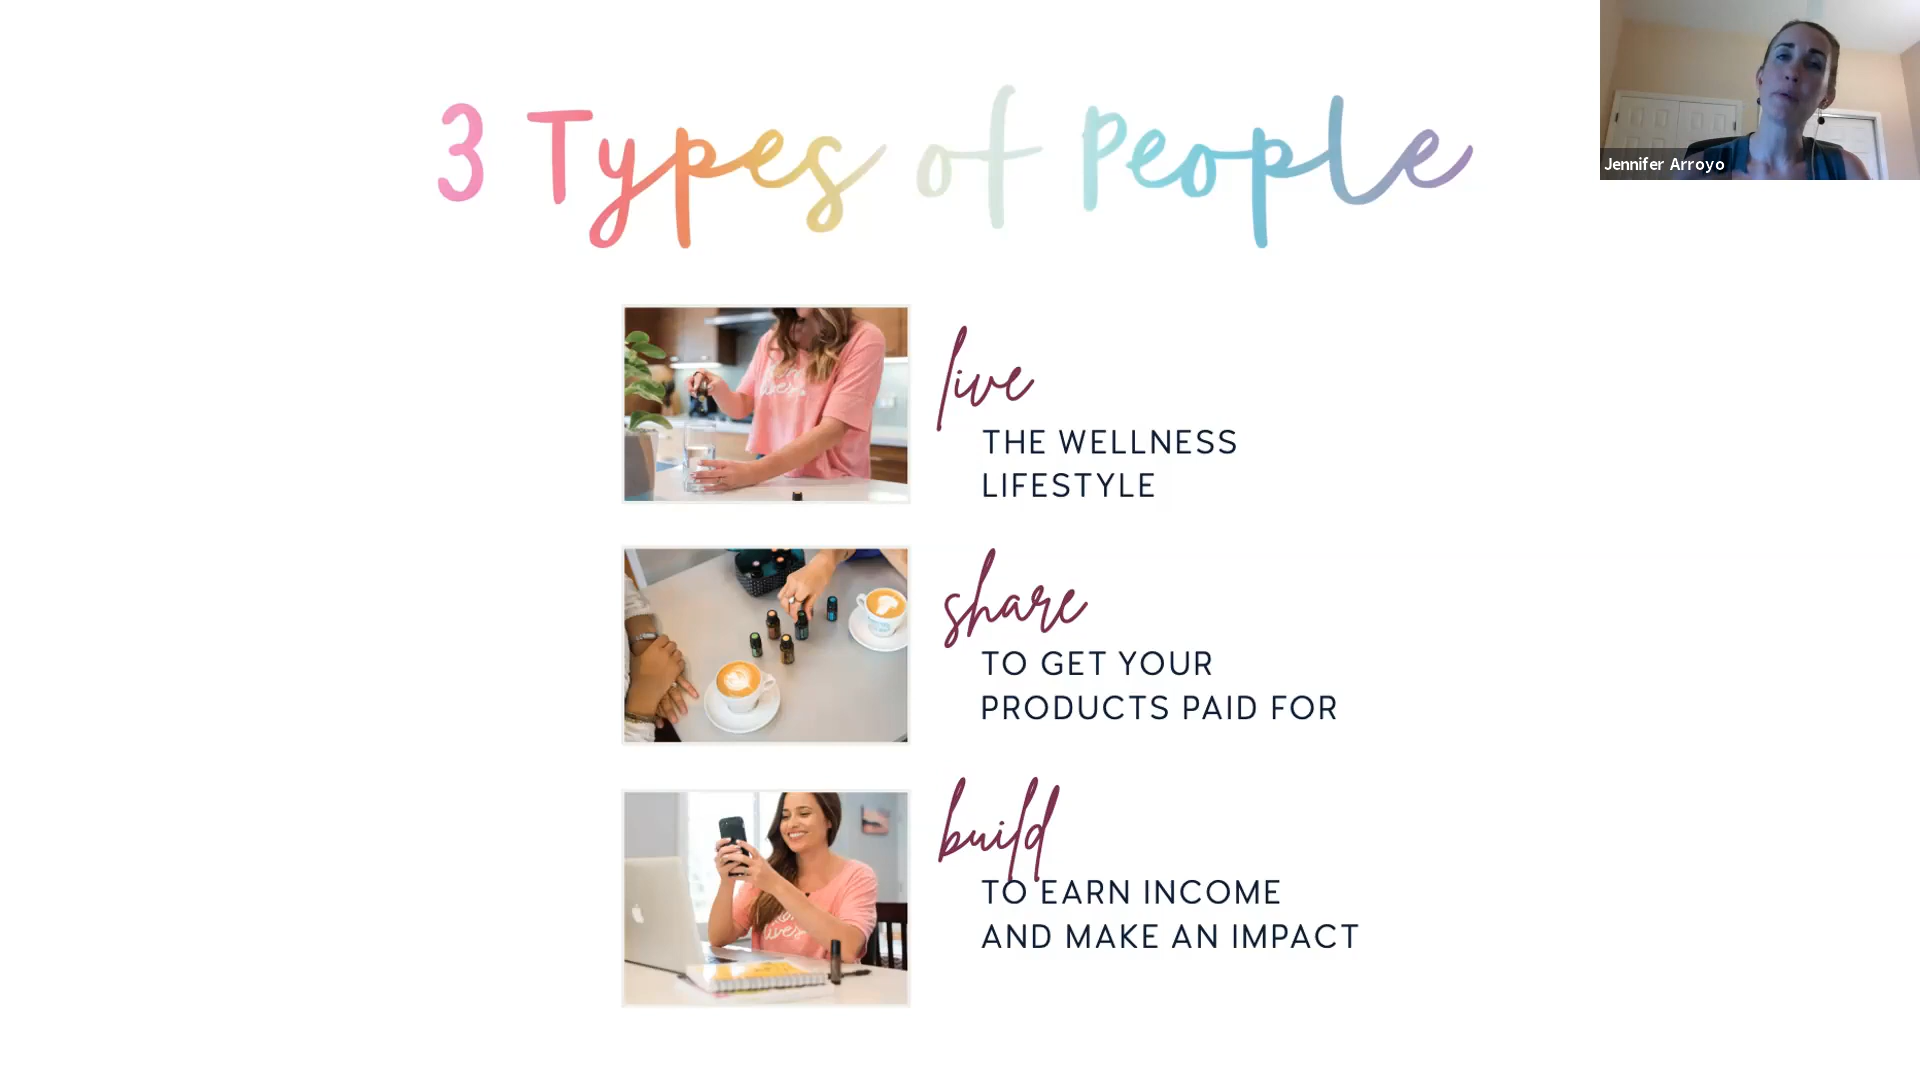 3 Types of People
Jennifer Arroyo
live
THE WELLNESS
LIFESTYLE
share
TO GET YOUR
PRODUCTS PAID FOR
build
TO EARN INCOME
AND MAKE AN IMPACT
lives